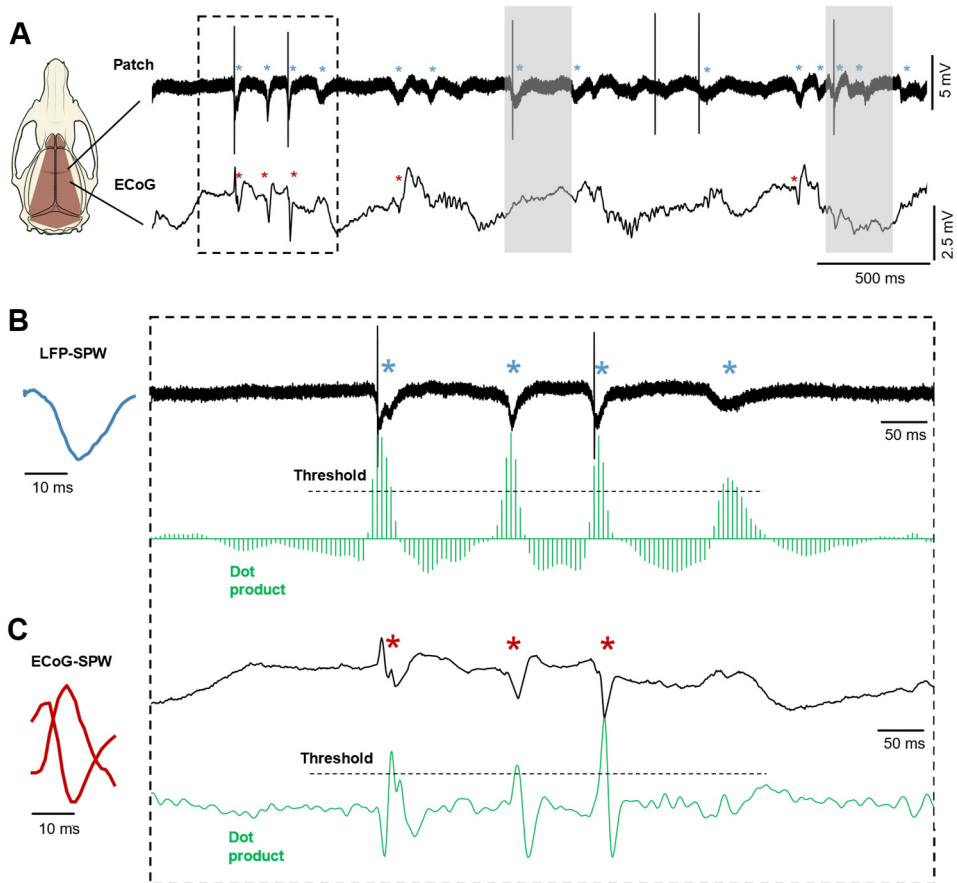 A
Patch
* * * * * * * * * * * * * *
5 mV
ECoG
* * * * *
2.5 mV
500 ms
B
LFP-SPW
* * * *
10 ms
50 ms
Threshold
Dot
product
C
ECoG-SPW
* * *
10 ms
50 ms
Threshold
Dot
product